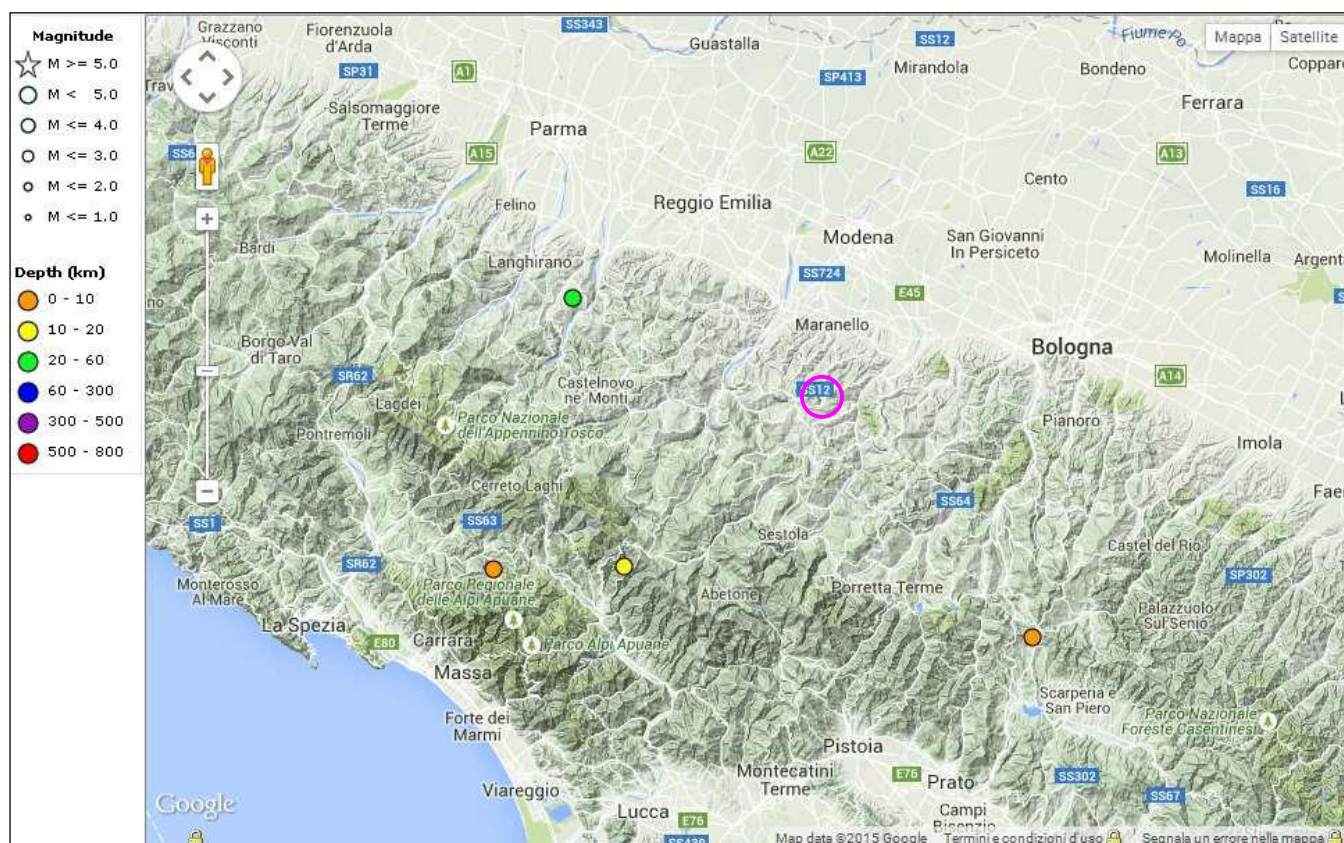 Magnitude
M >= 5.0
M < 5.0
M <= 4.0
M <= 3.0
M <= 2.0
M <= 1.0
Depth (km)
0 - 10
10 - 20
20 - 60
60 - 300
300 - 500
500 - 800
Grazzano
Visconti
Fiorenzuola
d'Arda
SS343
Guastalla
SS12
Fiume Po
Mappa
Satellite
SP31
A1
SP413
Mirandola
Bondeno
Coppar
Trav
Salsomaggiore
Terme
Ferrara
Parma
SS6
A15
A22
A13
Cento
SS16
Felino
Reggio Emilia
Bardi
Modena
San Giovanni
In Persiceto
Molinella
Argent
Langhirano
SS724
E45
no
Maranello
Borgo Val
di Taro
Bologna
SR62
Castelnovo
ne' Monti
SS12
A14
Lagdei
Parco Nazionale
dell'Appennino Tosco
Pianoro
Pontremoli
Imola
Cerreto Laghi
SS64
Fae
SS1
SS63
Sestola
Castel del Rio
SR62
SP302
Monterosso
Al Mare
Parco Regionale
delle Alpi Apuane
Abetone
Porretta Terme
Palazzuolo
Sul Senio
La Spezia
E80
Carrara
Parco Alpi Apuane
Massa
Scarperia e
San Piero
Parco Nazionale
Foreste Casentinesi
Forte dei
Marmi
Pistoia
Montecatini
Terme
E76
Prato
SS302
SS67
Viareggio
Google
Lucca
E76
Campi
Bisenzio
SS439
Map data ©2015 Google
Termini e condizioni d'uso
Segnala un errore nella mappa